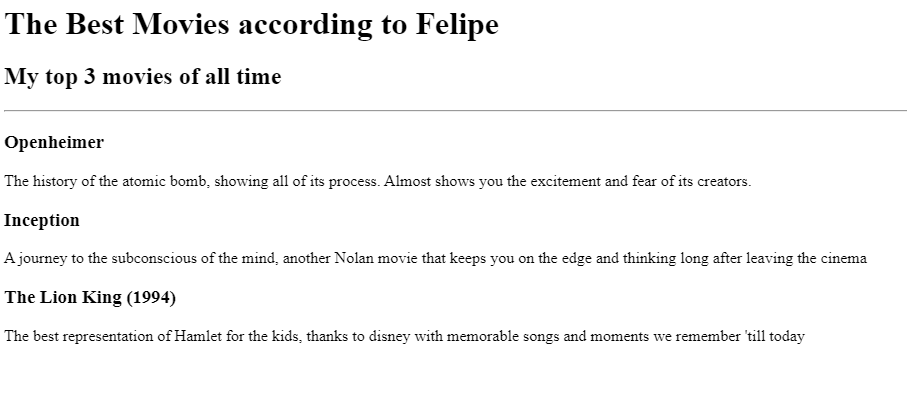 The Best Movies according to Felipe
My top 3 movies of all time
Openheimer
The history of the atomic bomb, showing all of its process. Almost shows you the excitement and fear of its creators.
Inception
A journey to the subconscious of the mind, another Nolan movie that keeps you on the edge and thinking long after leaving the cinema
The Lion King (1994)
The best representation of Hamlet for the kids, thanks to disney with memorable songs and moments we remember 'till today